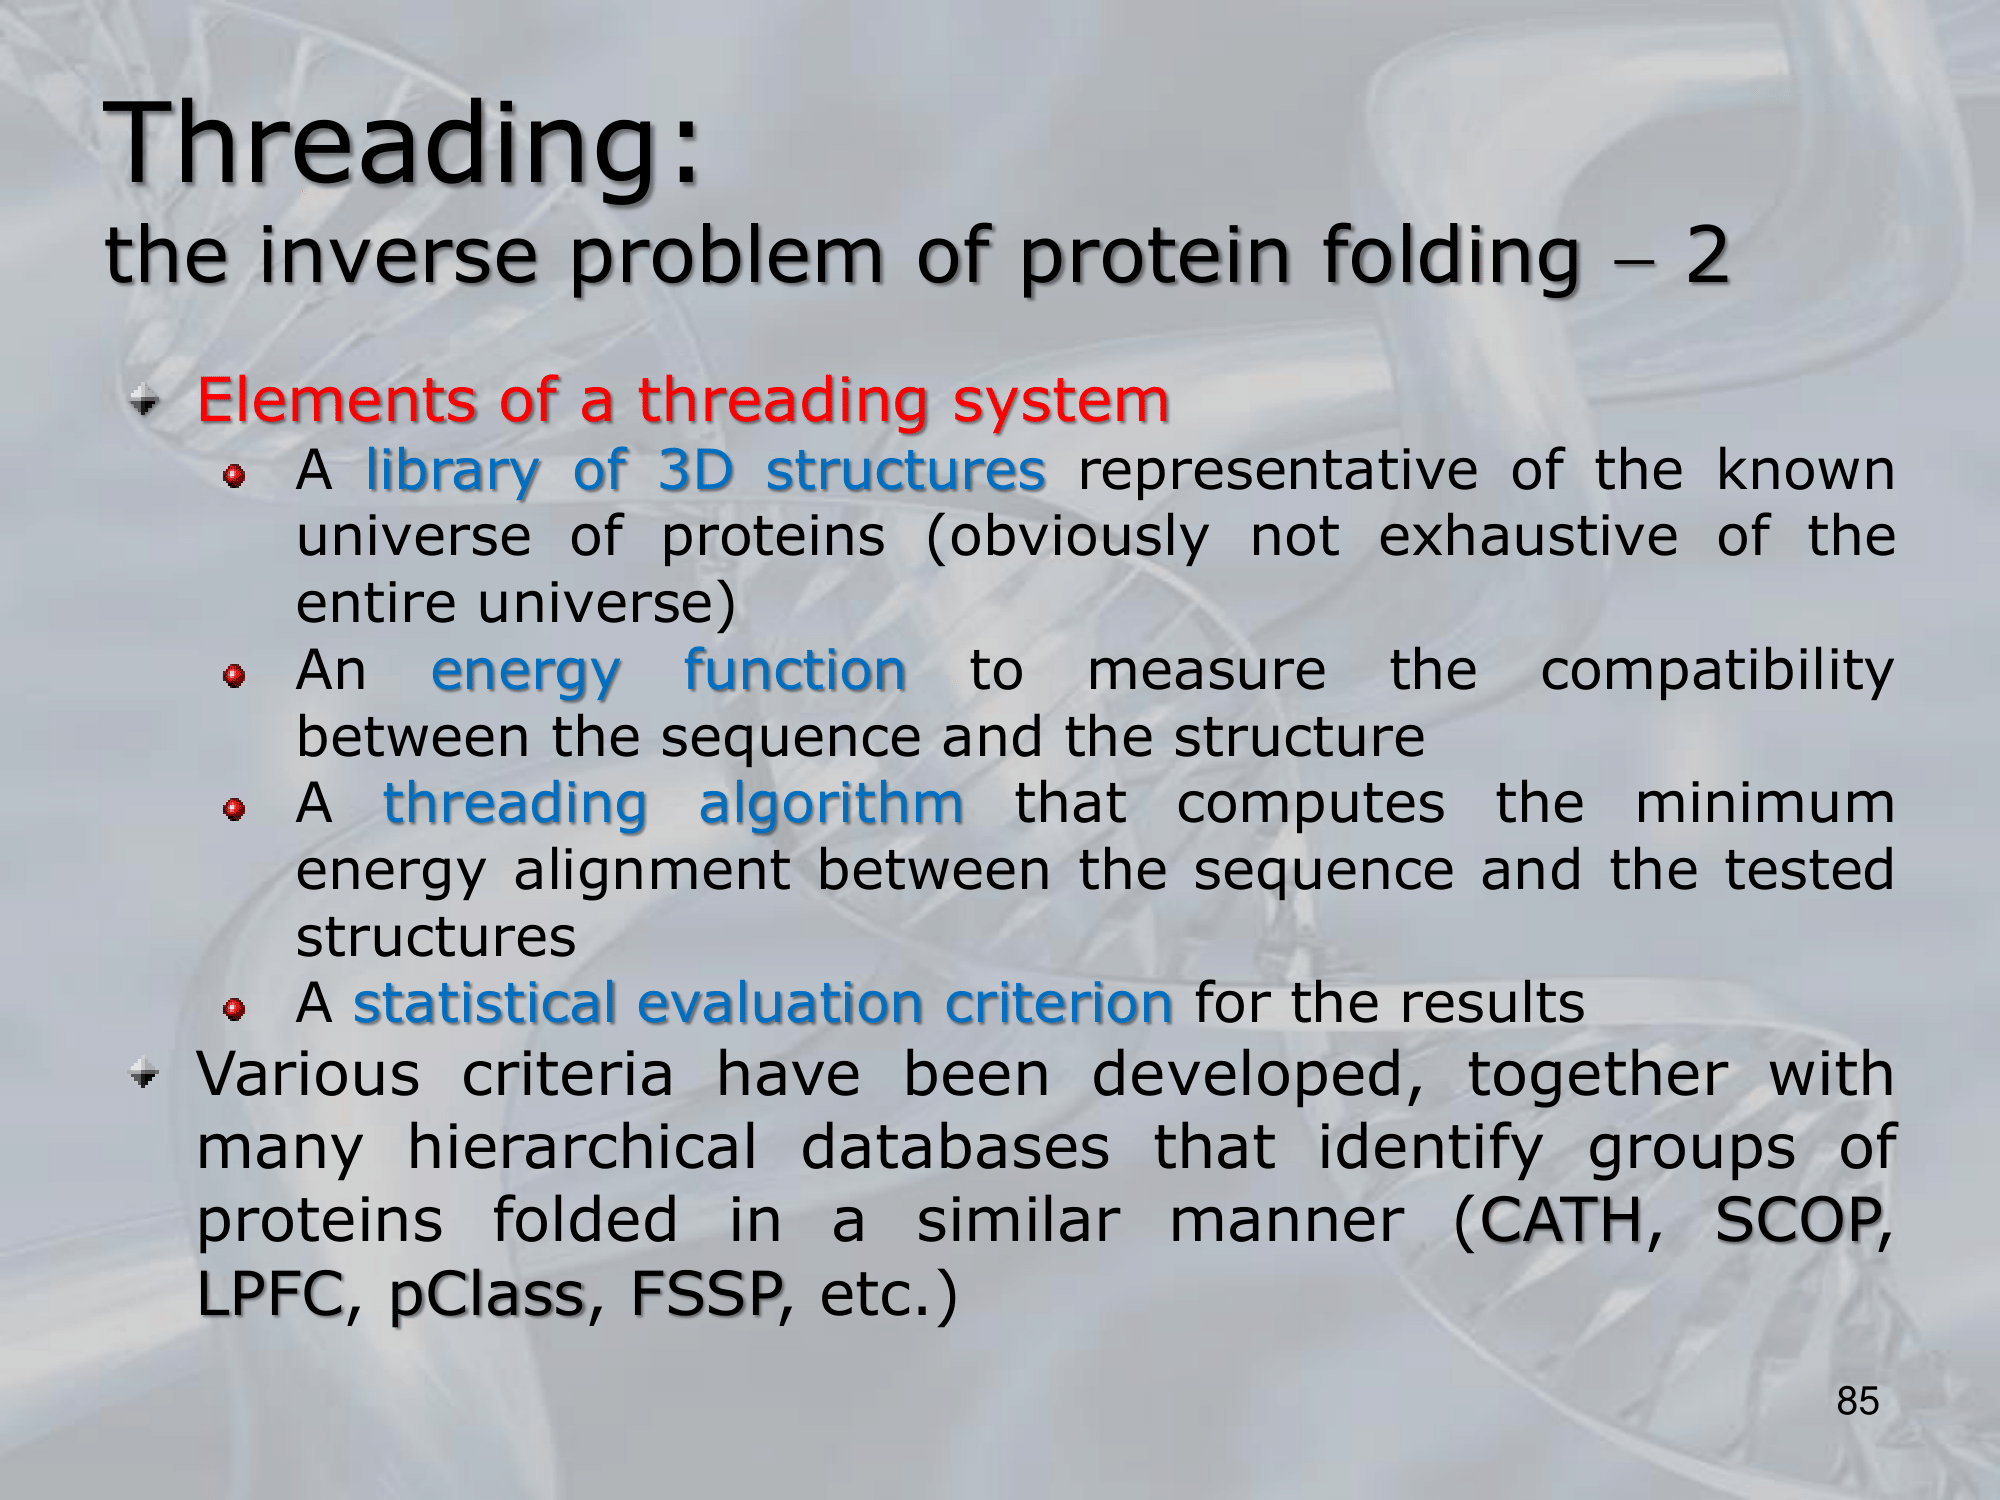 Threading:
the inverse problem of protein folding – 2
Elements of a threading system
A library of 3D structures representative of the known
universe of proteins (obviously not exhaustive of the
entire universe)
An energy function to measure the compatibility
between the sequence and the structure
A threading algorithm that computes the minimum
energy alignment between the sequence and the tested
structures
A statistical evaluation criterion for the results
Various criteria have been developed, together with
many hierarchical databases that identify groups of
proteins folded in a similar manner (CATH, SCOP,
LPFC, pClass, FSSP, etc.)
85